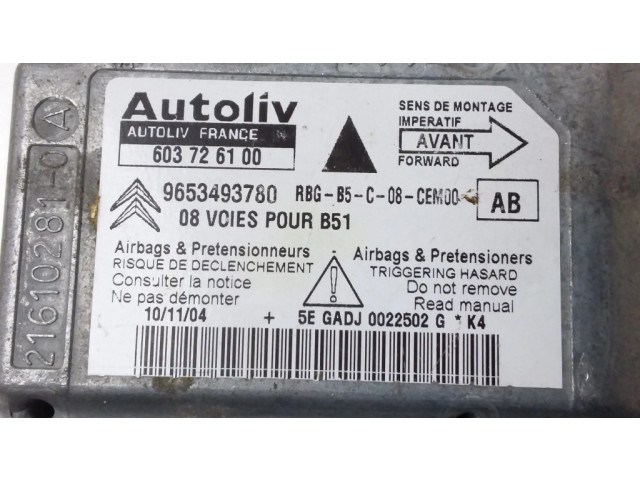 Autoliv
AUTOLIV FRANCE
603 72 61 00
SENS DE MONTAGE
IMPERATIF
AVANT
FORWARD
9653493780 RBG-B5-C-08-CEM00 AB
08 VOIES POUR B51
Airbags & Pretensionneurs
RISQUE DE DECLENCHEMENT
Consulter la notice
Ne pas démonter
Airbags & Pretensioners
TRIGGERING HASARD
Do not remove
Read manual
10/11/04 + 5E GADJ 0022502 G * K4
21610281-0 A